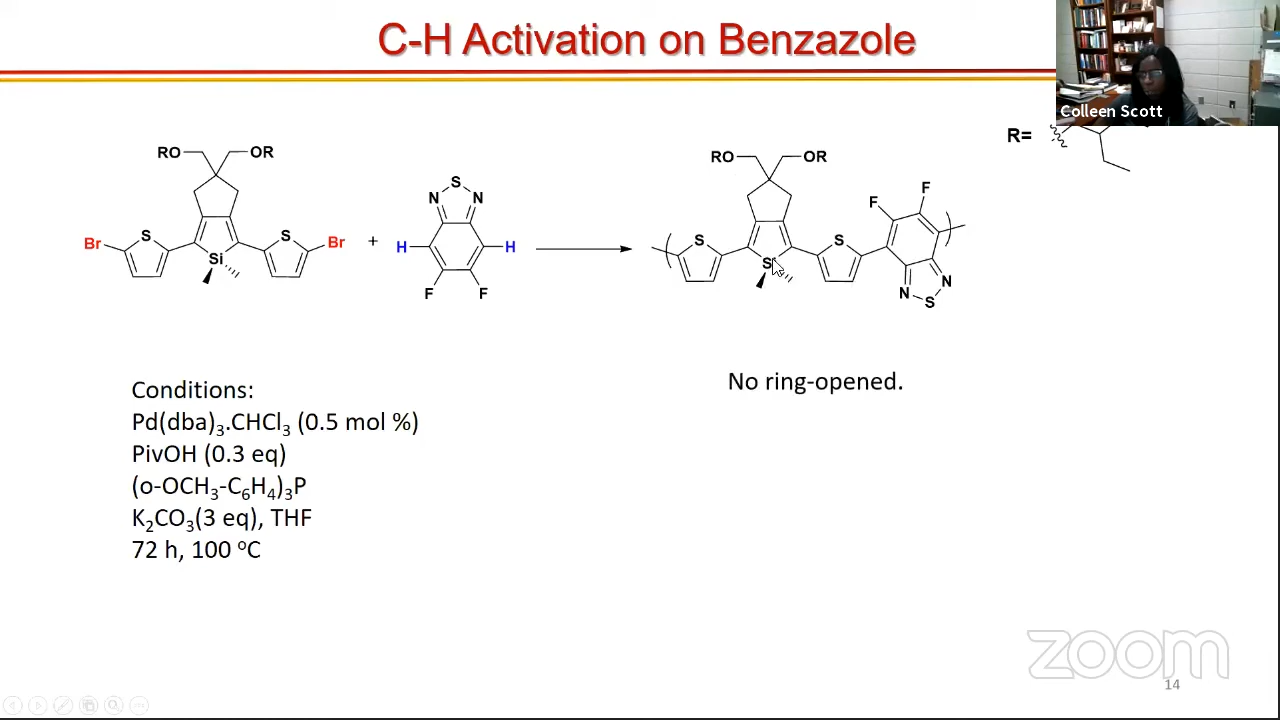 C-H Activation on Benzazole
Colleen Scott
R=
RO OR
S
Br S Si S Br
+
N N
H H
F F
RO OR
S Si S
F F
N S N
Conditions:
Pd(dba)₃.CHCl₃ (0.5 mol %)
PivOH (0.3 eq)
(o-OCH₃-C₆H₄)₃P
K₂CO₃(3 eq), THF
72 h, 100 ᵒC
No ring-opened.
zoom
14